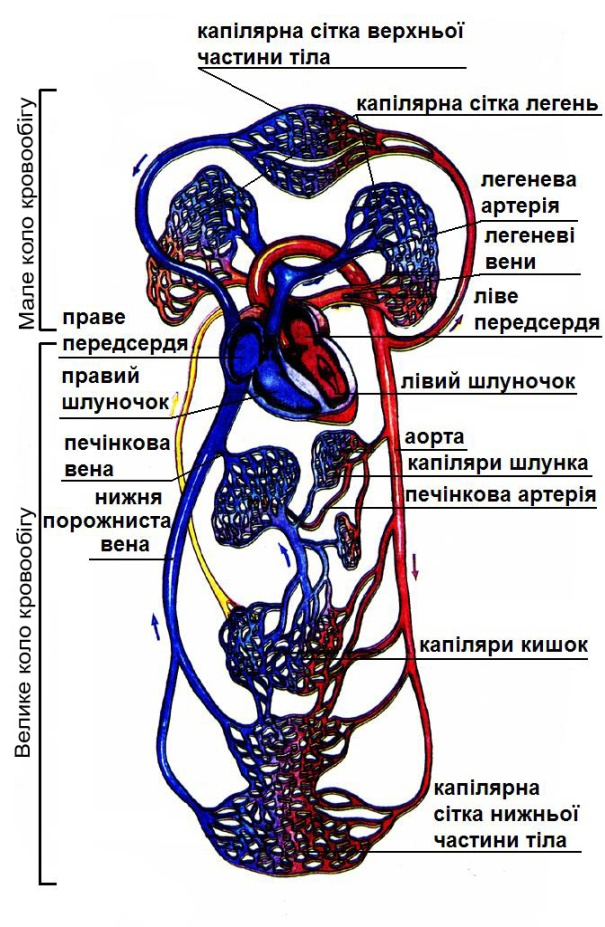 капілярна сітка верхньої
частини тіла
капілярна сітка легень
легенева
артерія
легеневі
вени
ліве
передсердя
праве
передсердя
правий
шлуночок
лівий шлуночок
печінкова
вена
нижня
порожниста
вена
аорта
капіляри шлунка
печінкова артерія
капіляри кишок
капілярна
сітка нижньої
частини тіла
Мале коло кровообігу
Велике коло кровообігу